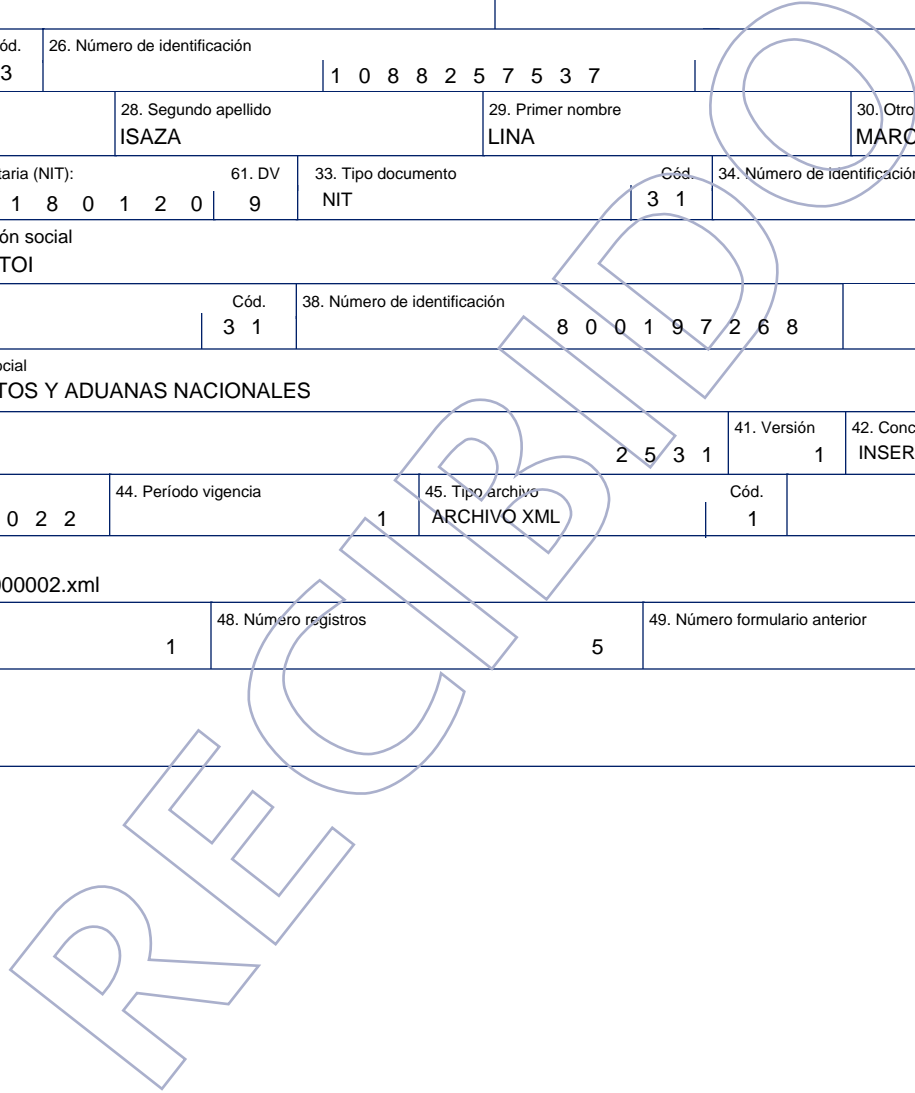 ód. 26. Número de identificación
3 1 0 8 8 2 5 7 5 3 7
28. Segundo apellido 29. Primer nombre 30. Otro
ISAZA LINA MARC
taria (NIT): 61. DV 33. Tipo documento Cód. 34. Número de identificación
1 8 0 1 2 0 9 NIT 3 1
ón social
TOI
Cód. 38. Número de identificación
3 1 8 0 0 1 9 7 2 6 8
ocial
TOS Y ADUANAS NACIONALES
41. Versión 42. Conc
2 5 3 1 1 INSER
44. Período vigencia 45. Tipo archivo Cód.
0 2 2 1 ARCHIVO XML 1
000002.xml
48. Número registros 49. Número formulario anterior
1 5
RECIBIDO